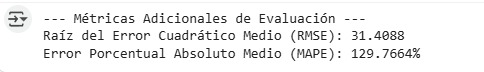 --- Métricas Adicionales de Evaluación ---
Raíz del Error Cuadrático Medio (RMSE): 31.4088
Error Porcentual Absoluto Medio (MAPE): 129.7664%